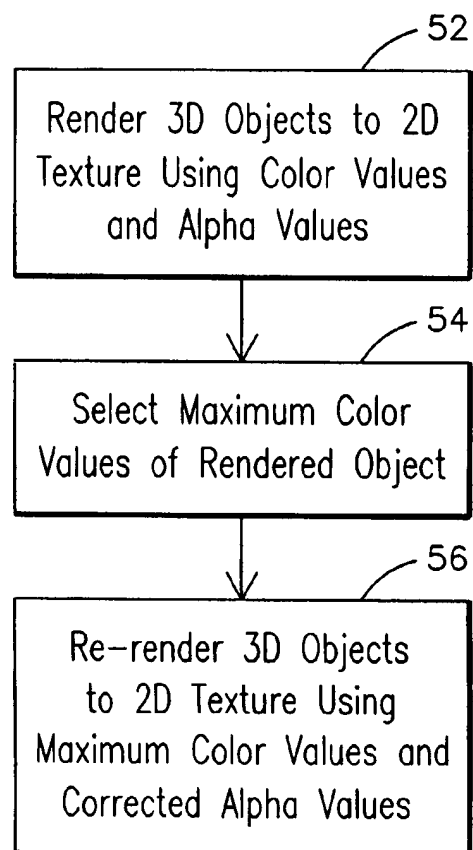 52
Render 3D Objects to 2D
Texture Using Color Values
and Alpha Values
54
Select Maximum Color
Values of Rendered Object
56
Re-render 3D Objects
to 2D Texture Using
Maximum Color Values and
Corrected Alpha Values